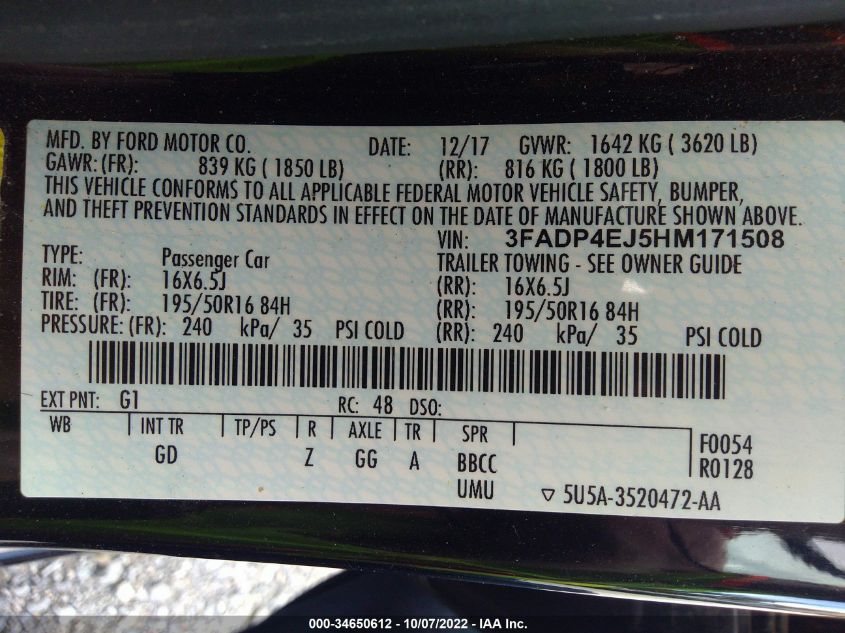 MFD. BY FORD MOTOR CO. DATE: 12/17 GVWR: 1642 KG ( 3620 LB)
GAWR: (FR): 839 KG ( 1850 LB) (RR): 816 KG ( 1800 LB)
THIS VEHICLE CONFORMS TO ALL APPLICABLE FEDERAL MOTOR VEHICLE SAFETY, BUMPER,
AND THEFT PREVENTION STANDARDS IN EFFECT ON THE DATE OF MANUFACTURE SHOWN ABOVE.
VIN: 3FADP4EJ5HM171508
TYPE: Passenger Car TRAILER TOWING - SEE OWNER GUIDE
RIM: (FR): 16X6.5J (RR): 16X6.5J
TIRE: (FR): 195/50R16 84H (RR): 195/50R16 84H
PRESSURE: (FR): 240 kPa/ 35 PSI COLD (RR): 240 kPa/ 35 PSI COLD
EXT PNT: G1 RC: 48 DSO:
WB INT TR TP/PS R AXLE TR SPR F0054
GD Z GG A BBCC R0128
UMU ▽ 5U5A-3520472-AA
000-34650612 - 10/07/2022 - IAA Inc.